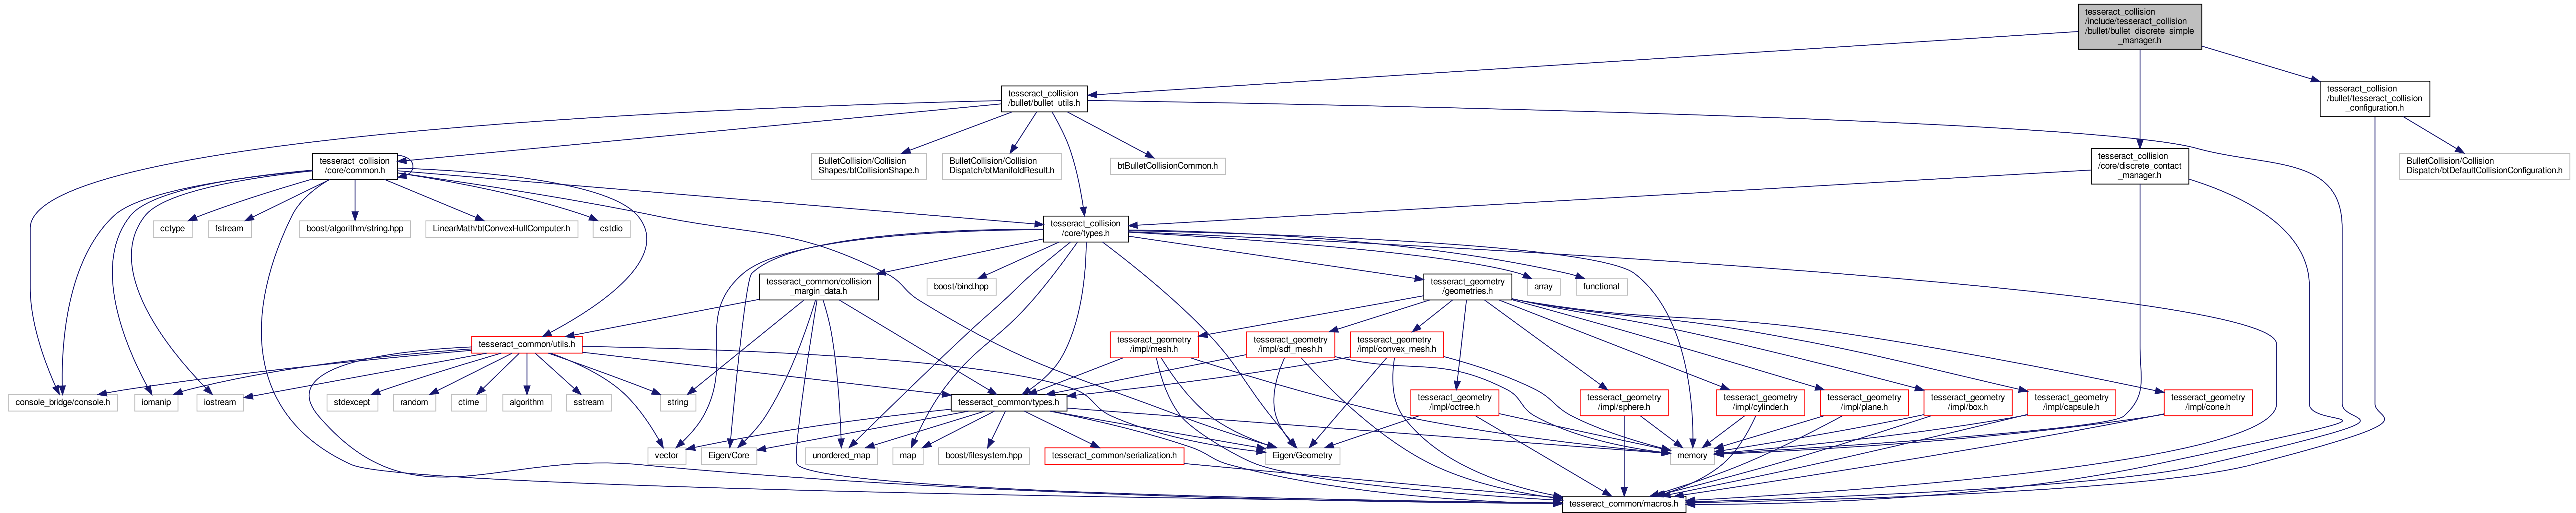 tesseract_collision
/include/tesseract_collision
/bullet/bullet_discrete_simple
_manager.h
tesseract_collision
/bullet/bullet_utils.h
tesseract_collision
/bullet/tesseract_collision
_configuration.h
tesseract_collision
/core/common.h
BulletCollision/Collision
Shapes/btCollisionShape.h
BulletCollision/Collision
Dispatch/btManifoldResult.h
btBulletCollisionCommon.h
tesseract_collision
/core/discrete_contact
_manager.h
BulletCollision/Collision
Dispatch/btDefaultCollisionConfiguration.h
cctype
fstream
boost/algorithm/string.hpp
LinearMath/btConvexHullComputer.h
cstdio
tesseract_collision
/core/types.h
tesseract_common/collision
_margin_data.h
boost/bind.hpp
tesseract_geometry
/geometries.h
array
functional
tesseract_common/utils.h
tesseract_geometry
/impl/mesh.h
tesseract_geometry
/impl/sdf_mesh.h
tesseract_geometry
/impl/convex_mesh.h
console_bridge/console.h
iomanip
iostream
stdexcept
random
ctime
algorithm
sstream
string
tesseract_common/types.h
tesseract_geometry
/impl/octree.h
tesseract_geometry
/impl/sphere.h
tesseract_geometry
/impl/cylinder.h
tesseract_geometry
/impl/plane.h
tesseract_geometry
/impl/box.h
tesseract_geometry
/impl/capsule.h
tesseract_geometry
/impl/cone.h
vector
Eigen/Core
unordered_map
map
boost/filesystem.hpp
tesseract_common/serialization.h
Eigen/Geometry
memory
tesseract_common/macros.h